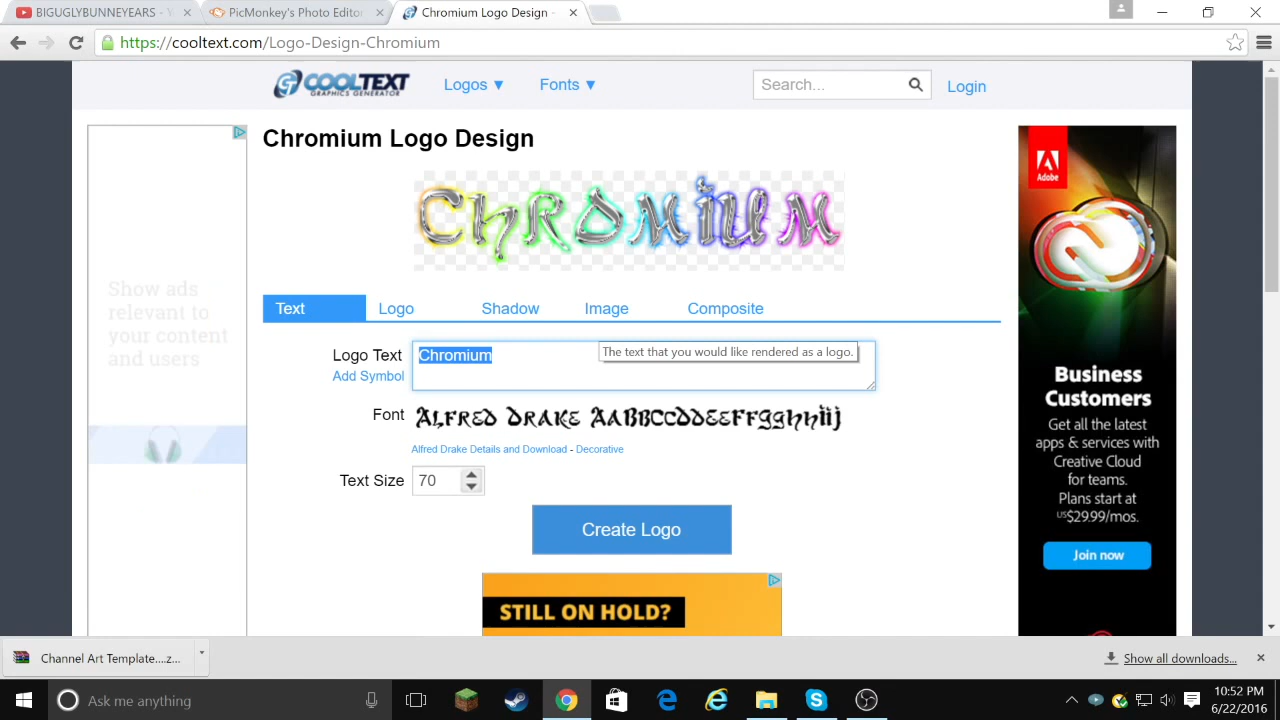 BIGUGLYBUNNEYEARS - Y
PicMonkey's Photo Editor
Chromium Logo Design -
https://cooltext.com/Logo-Design-Chromium
COOLTEXT
GRAPHICS GENERATOR
Logos ▼
Fonts ▼
Search...
Login
Chromium Logo Design
Chromium
Text
Logo
Shadow
Image
Composite
Logo Text
Chromium
The text that you would like rendered as a logo.
Add Symbol
Font
Alfred Drake AaBbCcDdEeFfGgHhIiJj
Alfred Drake Details and Download - Decorative
Text Size
70
Create Logo
STILL ON HOLD?
Show ads
relevant to
your content
and users
Adobe
Business
Customers
Get all the latest
apps & services with
Creative Cloud
for teams.
Plans start at
US$29.99/mo.
Join now
Channel Art Template...z...
Show all downloads...
Ask me anything
10:52 PM
6/22/2016